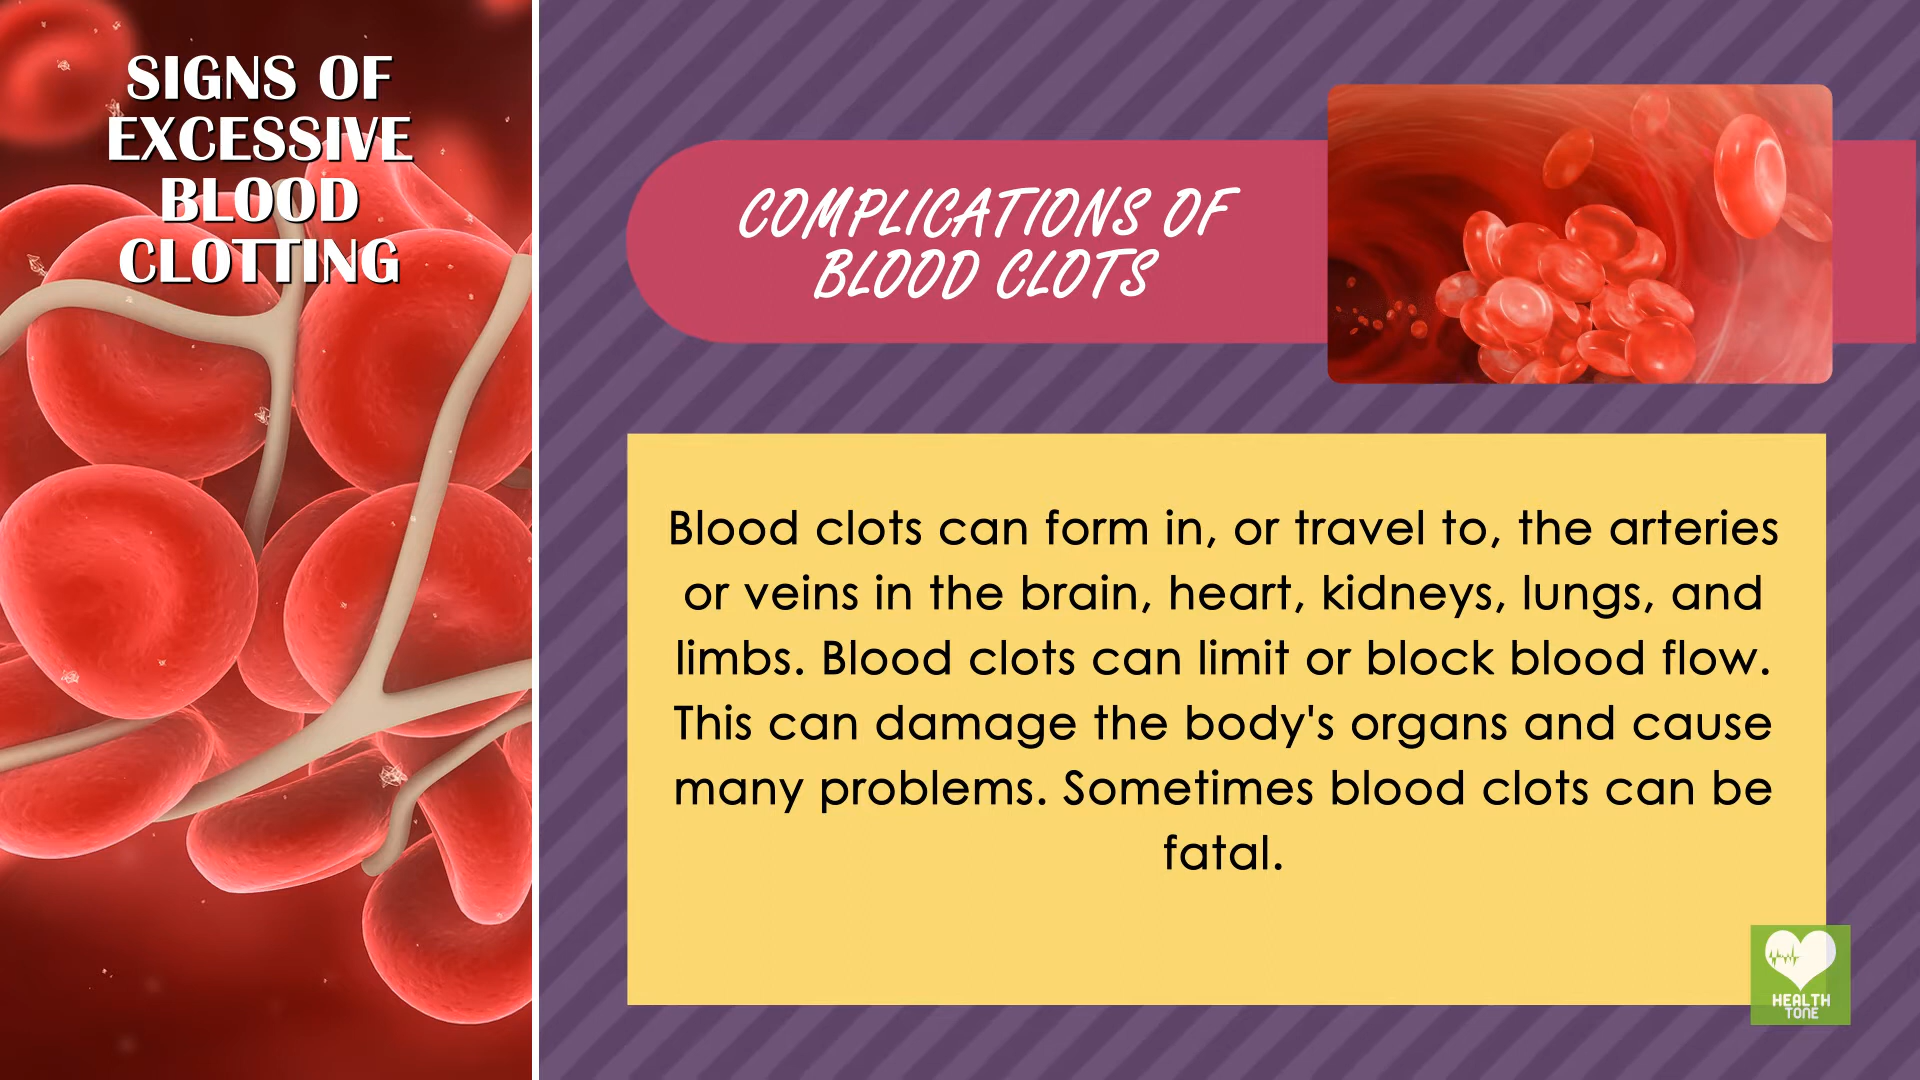 SIGNS OF
EXCESSIVE
BLOOD
CLOTTING
COMPLICATIONS OF
BLOOD CLOTS
Blood clots can form in, or travel to, the arteries
or veins in the brain, heart, kidneys, lungs, and
limbs. Blood clots can limit or block blood flow.
This can damage the body's organs and cause
many problems. Sometimes blood clots can be
fatal.
HEALTH
TONE